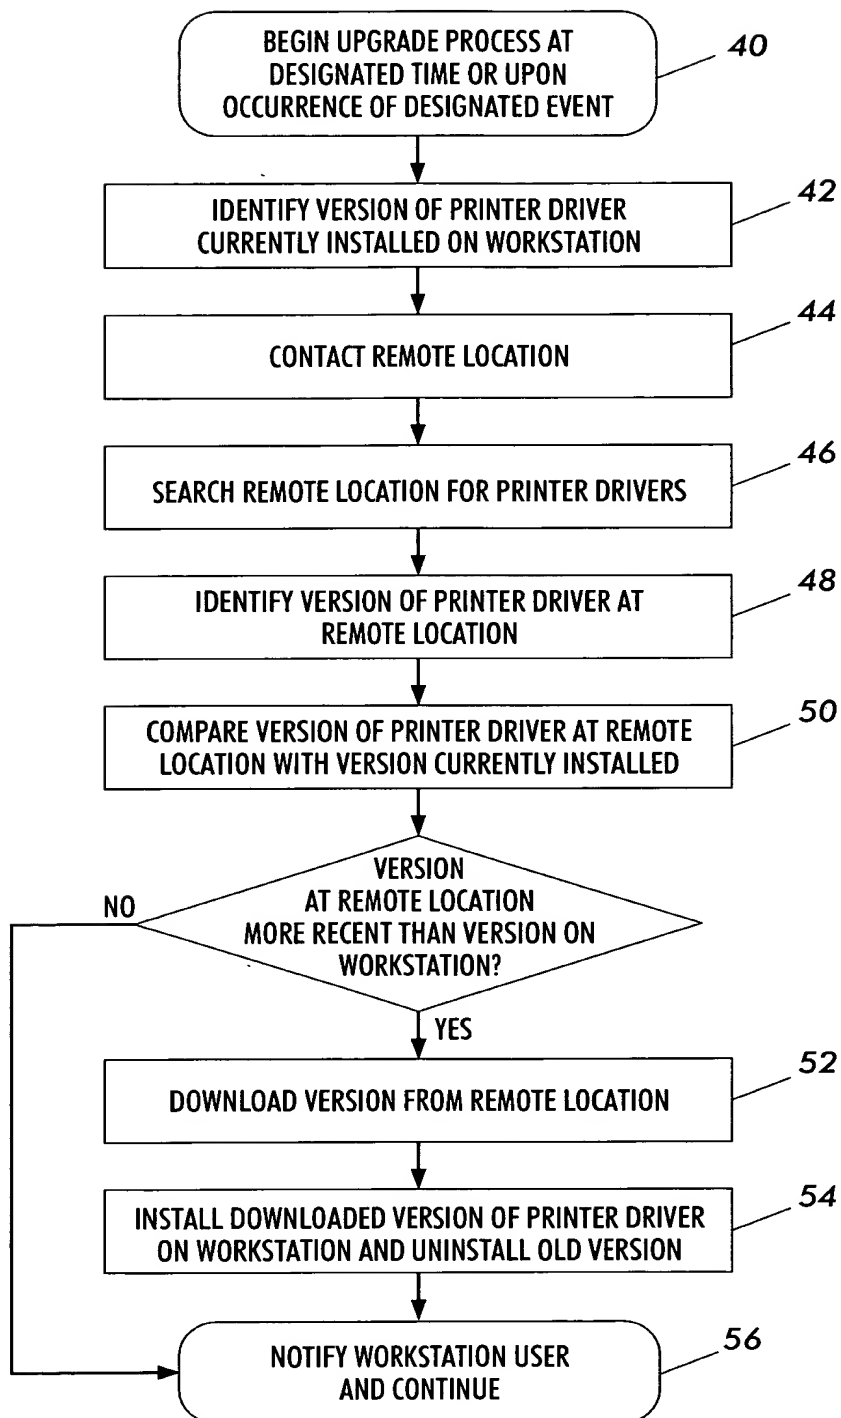 BEGIN UPGRADE PROCESS AT
DESIGNATED TIME OR UPON
OCCURRENCE OF DESIGNATED EVENT
40
IDENTIFY VERSION OF PRINTER DRIVER
CURRENTLY INSTALLED ON WORKSTATION
42
CONTACT REMOTE LOCATION
44
SEARCH REMOTE LOCATION FOR PRINTER DRIVERS
46
IDENTIFY VERSION OF PRINTER DRIVER AT
REMOTE LOCATION
48
COMPARE VERSION OF PRINTER DRIVER AT REMOTE
LOCATION WITH VERSION CURRENTLY INSTALLED
50
VERSION
AT REMOTE LOCATION
MORE RECENT THAN VERSION ON
WORKSTATION?
NO
YES
DOWNLOAD VERSION FROM REMOTE LOCATION
52
INSTALL DOWNLOADED VERSION OF PRINTER DRIVER
ON WORKSTATION AND UNINSTALL OLD VERSION
54
NOTIFY WORKSTATION USER
AND CONTINUE
56